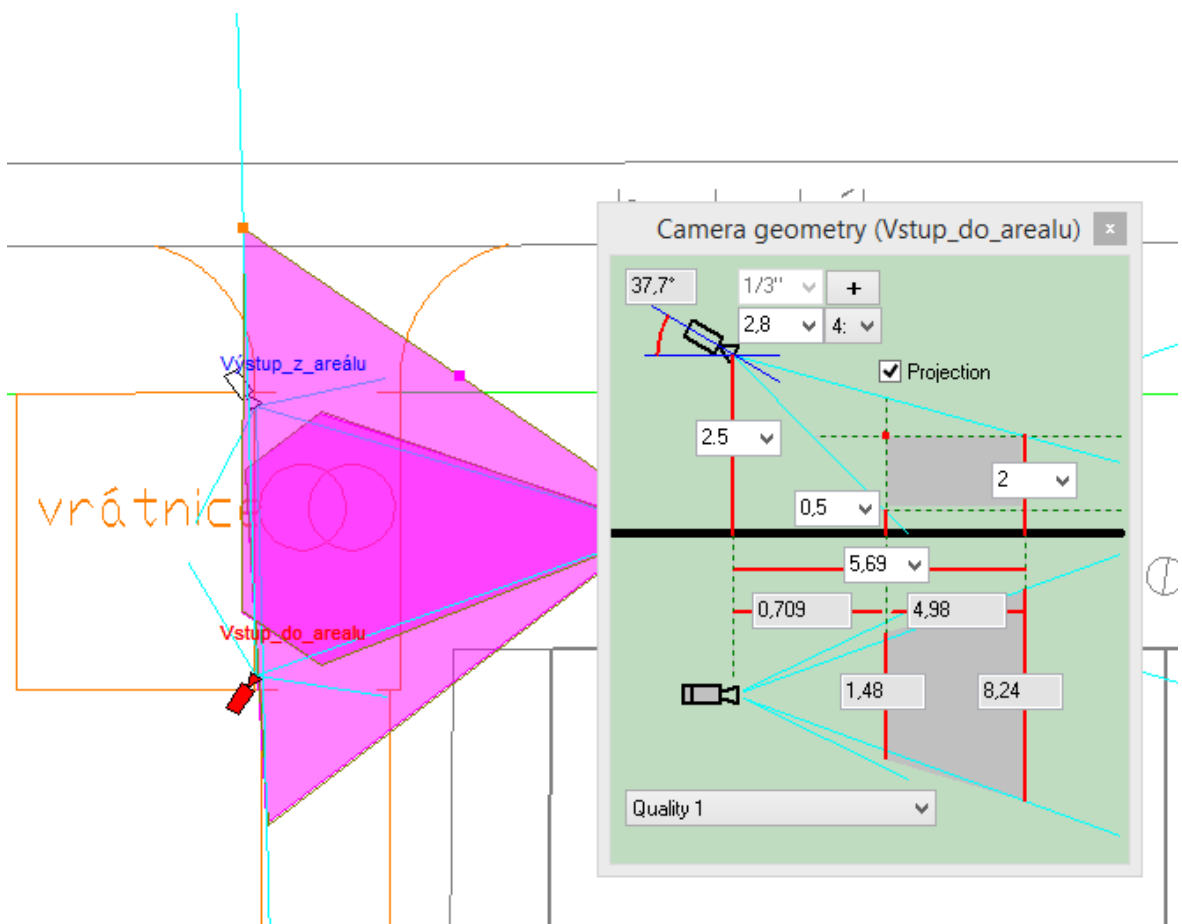 Camera geometry (Vstup_do_arealu)
x
37,7°
1/3"
+
2,8
4:
Projection
2.5
2
0,5
5,69
0,709
4,98
1,48
8,24
Quality 1
Výstup_z_areálu
vrátnice
Vstup_do_arealu